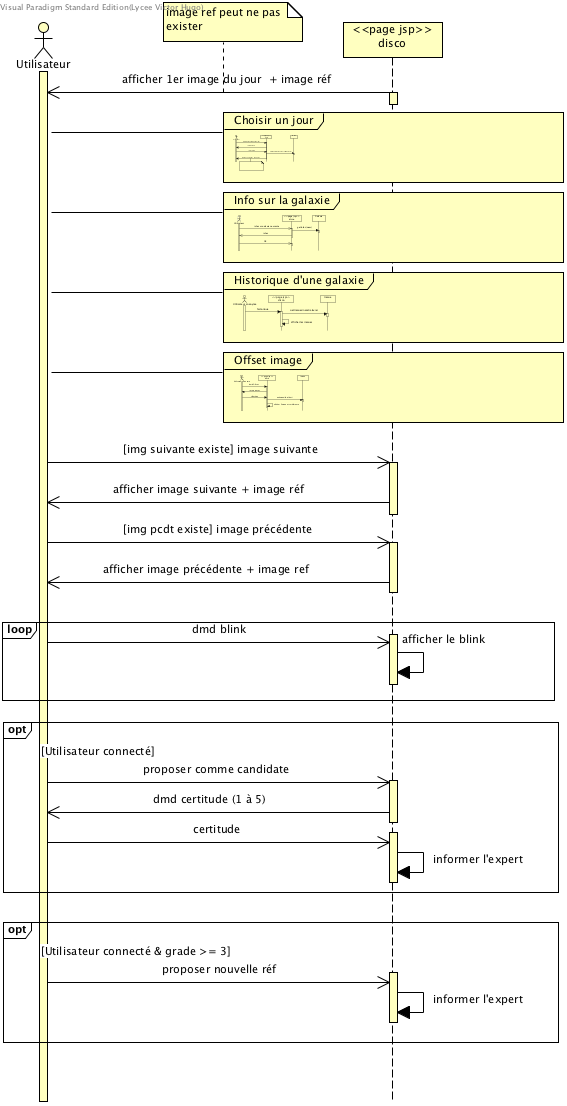 Visual Paradigm Standard Edition(Lycee Victor Hugo)
image ref peut ne pas
exister
<<page jsp>>
disco
Utilisateur
afficher 1er image du jour + image réf
Choisir un jour
Info sur la galaxie
Historique d'une galaxie
Offset image
[img suivante existe] image suivante
afficher image suivante + image réf
[img pcdt existe] image précédente
afficher image précédente + image ref
loop
dmd blink
afficher le blink
opt
[Utilisateur connecté]
proposer comme candidate
dmd certitude (1 à 5)
certitude
informer l'expert
opt
[Utilisateur connecté & grade >= 3]
proposer nouvelle réf
informer l'expert